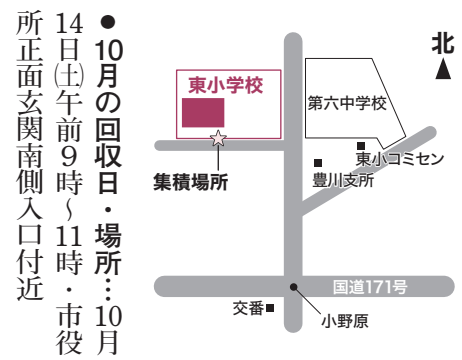 ●10月の回収日・場所…10月
14日㈯午前9時～11時・市役
所正面玄関南側入口付近
北
東小学校
第六中学校
東小コミセン
豊川支所
集積場所
国道171号
交番
小野原